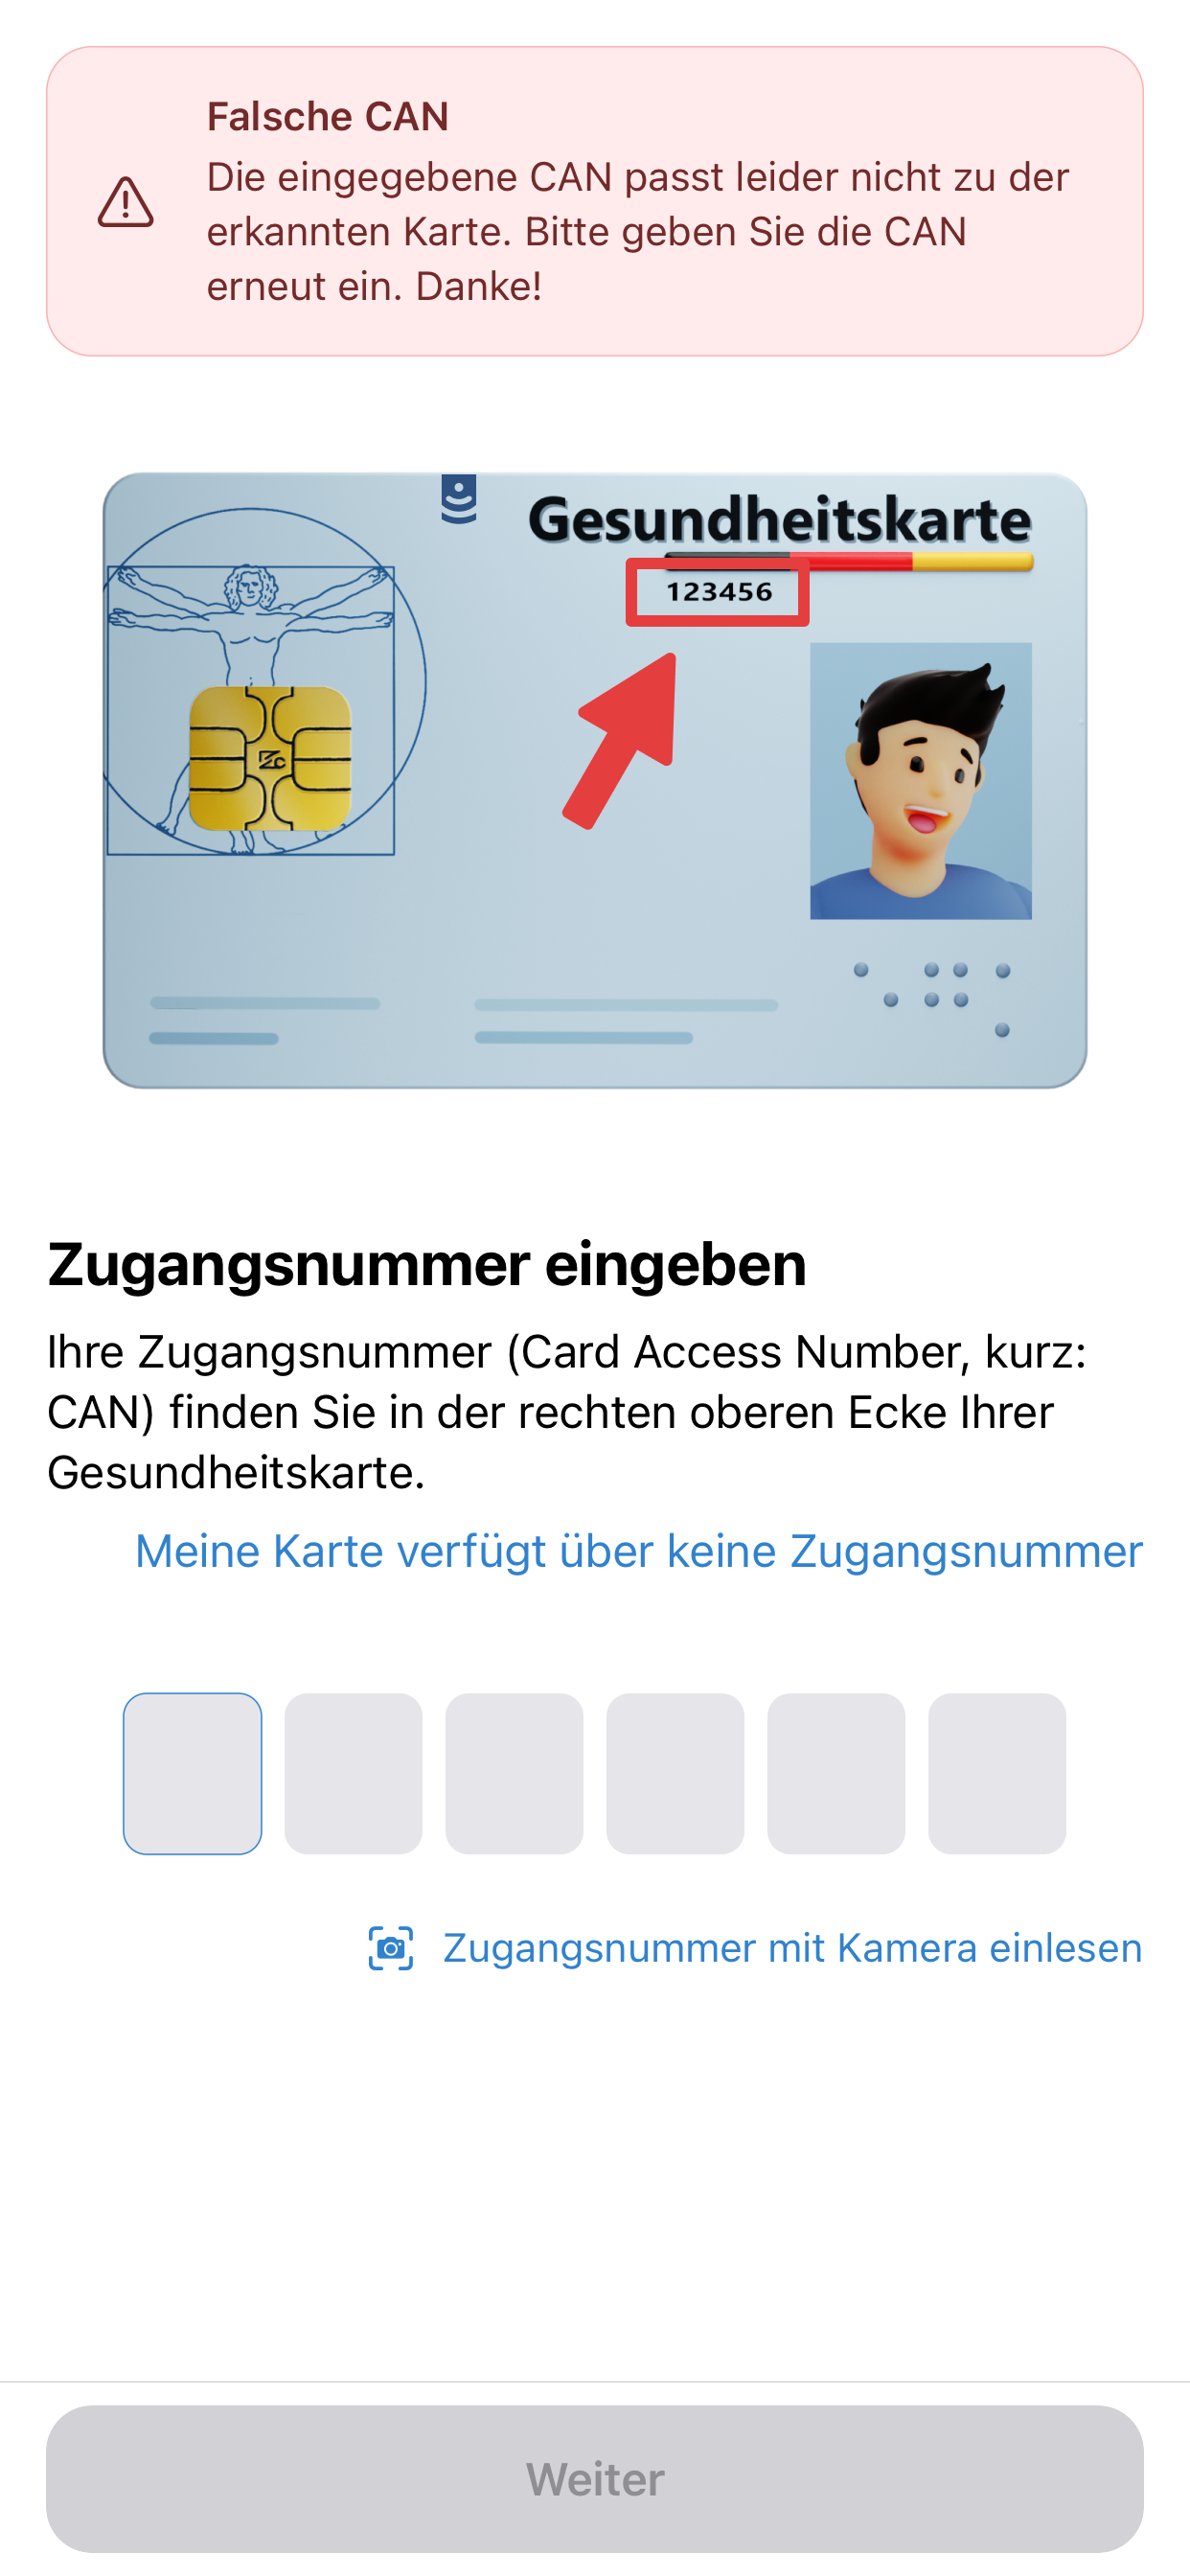 Falsche CAN
Die eingegebene CAN passt leider nicht zu der
erkannten Karte. Bitte geben Sie die CAN
erneut ein. Danke!
Gesundheitskarte
123456
Zugangsnummer eingeben
Ihre Zugangsnummer (Card Access Number, kurz:
CAN) finden Sie in der rechten oberen Ecke Ihrer
Gesundheitskarte.
Meine Karte verfügt über keine Zugangsnummer
Zugangsnummer mit Kamera einlesen
Weiter